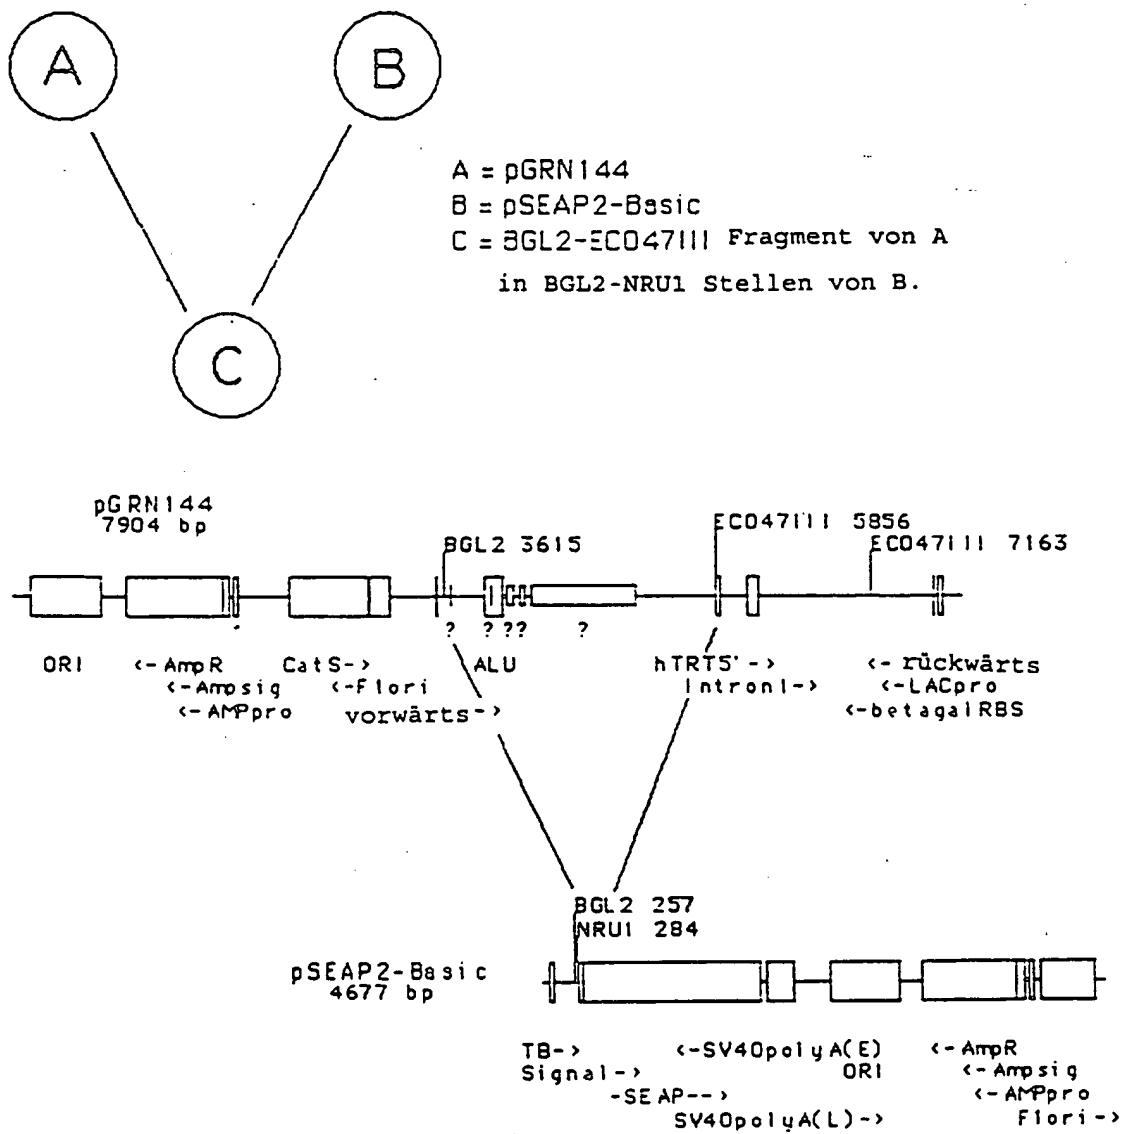 A
B
A = pGRN144
B = pSEAP2-Basic
C = BGL2-ECO47III Fragment von A
in BGL2-NRU1 Stellen von B.
C
pGRN144
7904 bp
BGL2 3615
ECO47III 5856
ECO47III 7163
? ? ?? ?
ORI <-AmpR CatS-> ALU hTRT5'-> <- rückwärts
<-Ampsig <-F1ori Intron1-> <-LACpro
<-AMPpro vorwärts-> <-betagalRBS
BGL2 257
NRU1 284
pSEAP2-Basic
4677 bp
TB-> <-SV40polyA(E) <-AmpR
Signal-> ORI <-Ampsig
-SEAP--> <-AMPpro
SV40polyA(L)-> F1ori->